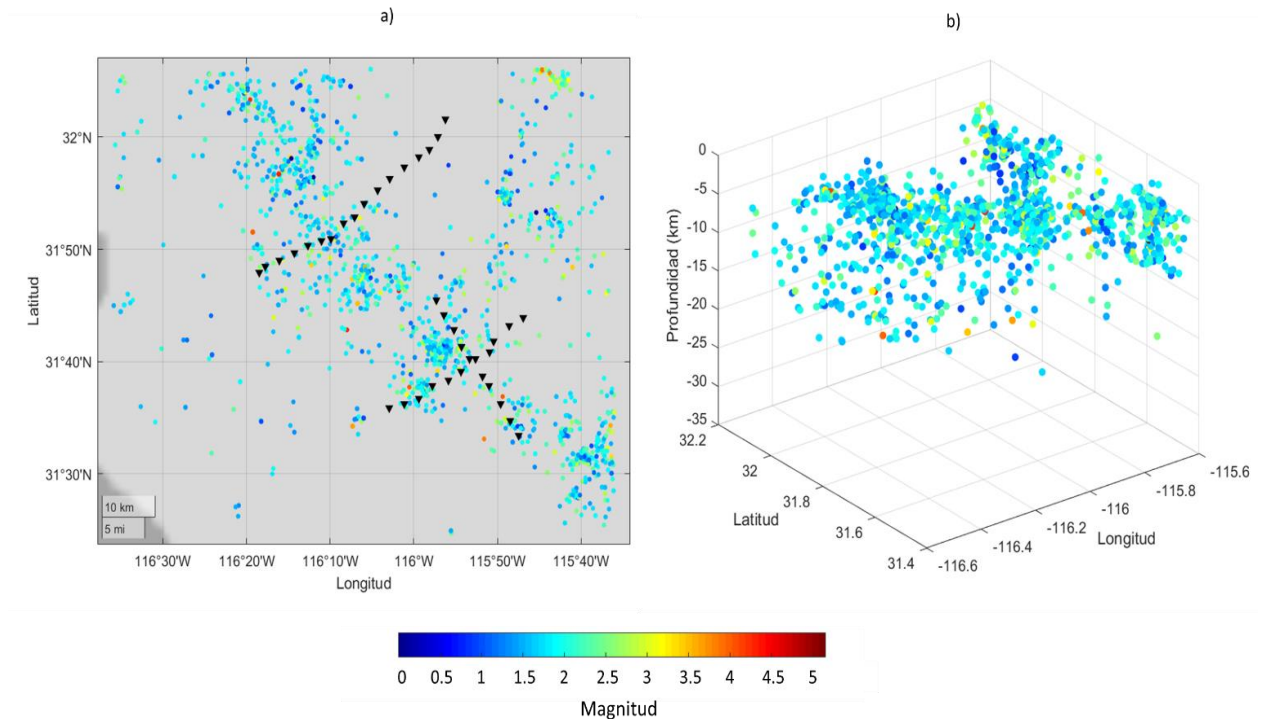 a)
32°N
31°50'N
31°40'N
31°30'N
Latitud
10 km
5 mi
116°30'W
116°20'W
116°10'W
116°W
115°50'W
115°40'W
Longitud
b)
0
-5
-10
-15
-20
-25
-30
-35
Profundidad (km)
32.2
32
31.8
31.6
31.4
Latitud
-116.6
-116.4
-116.2
-116
-115.8
-115.6
Longitud
0 0.5 1 1.5 2 2.5 3 3.5 4 4.5 5
Magnitud